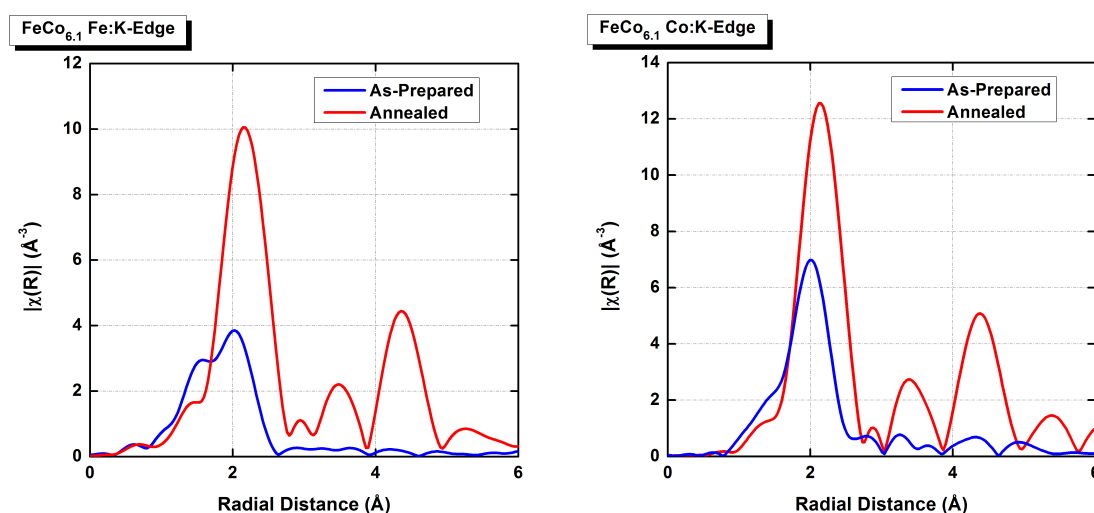 FeCo6.1 Fe:K-Edge
12
10
8
6
4
2
0
|χ(R)| (Å-3)
As-Prepared
Annealed
0 2 4 6
Radial Distance (Å)
FeCo6.1 Co:K-Edge
14
12
10
8
6
4
2
0
|χ(R)| (Å-3)
As-Prepared
Annealed
0 2 4 6
Radial Distance (Å)